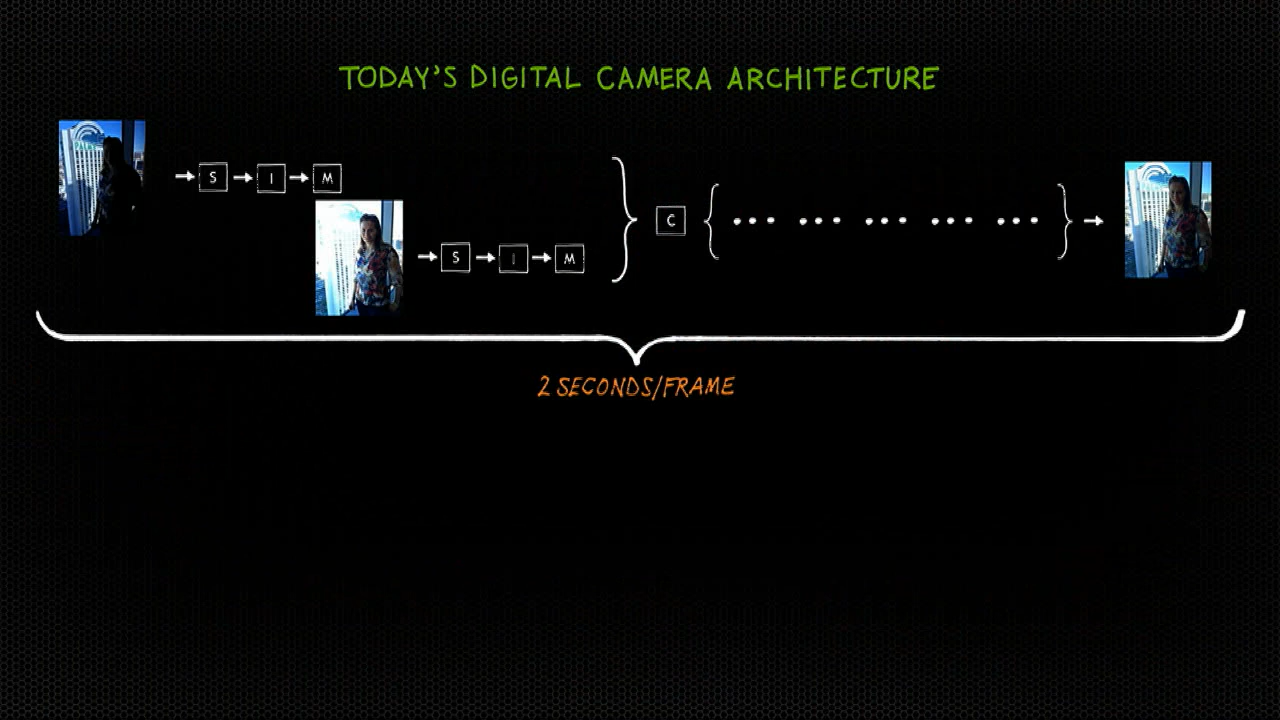 TODAY'S DIGITAL CAMERA ARCHITECTURE
S I M
S I M
C
2 SECONDS/FRAME